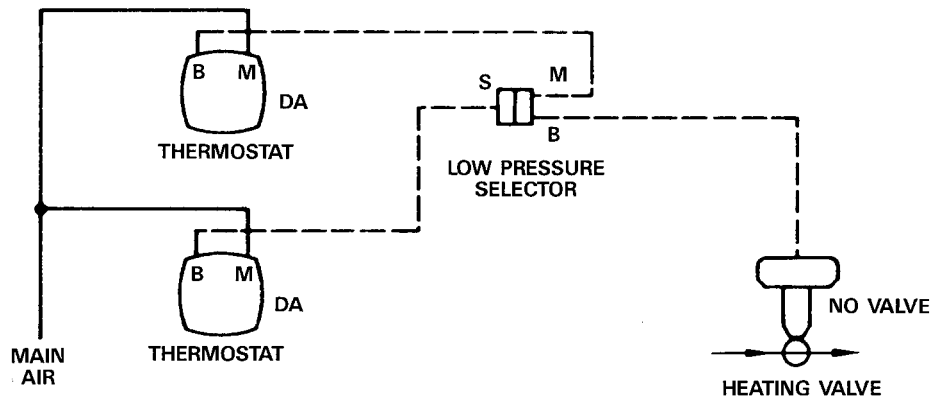 B M
DA
THERMOSTAT
S
M
B
LOW PRESSURE
SELECTOR
B M
DA
THERMOSTAT
MAIN
AIR
NO VALVE
HEATING VALVE